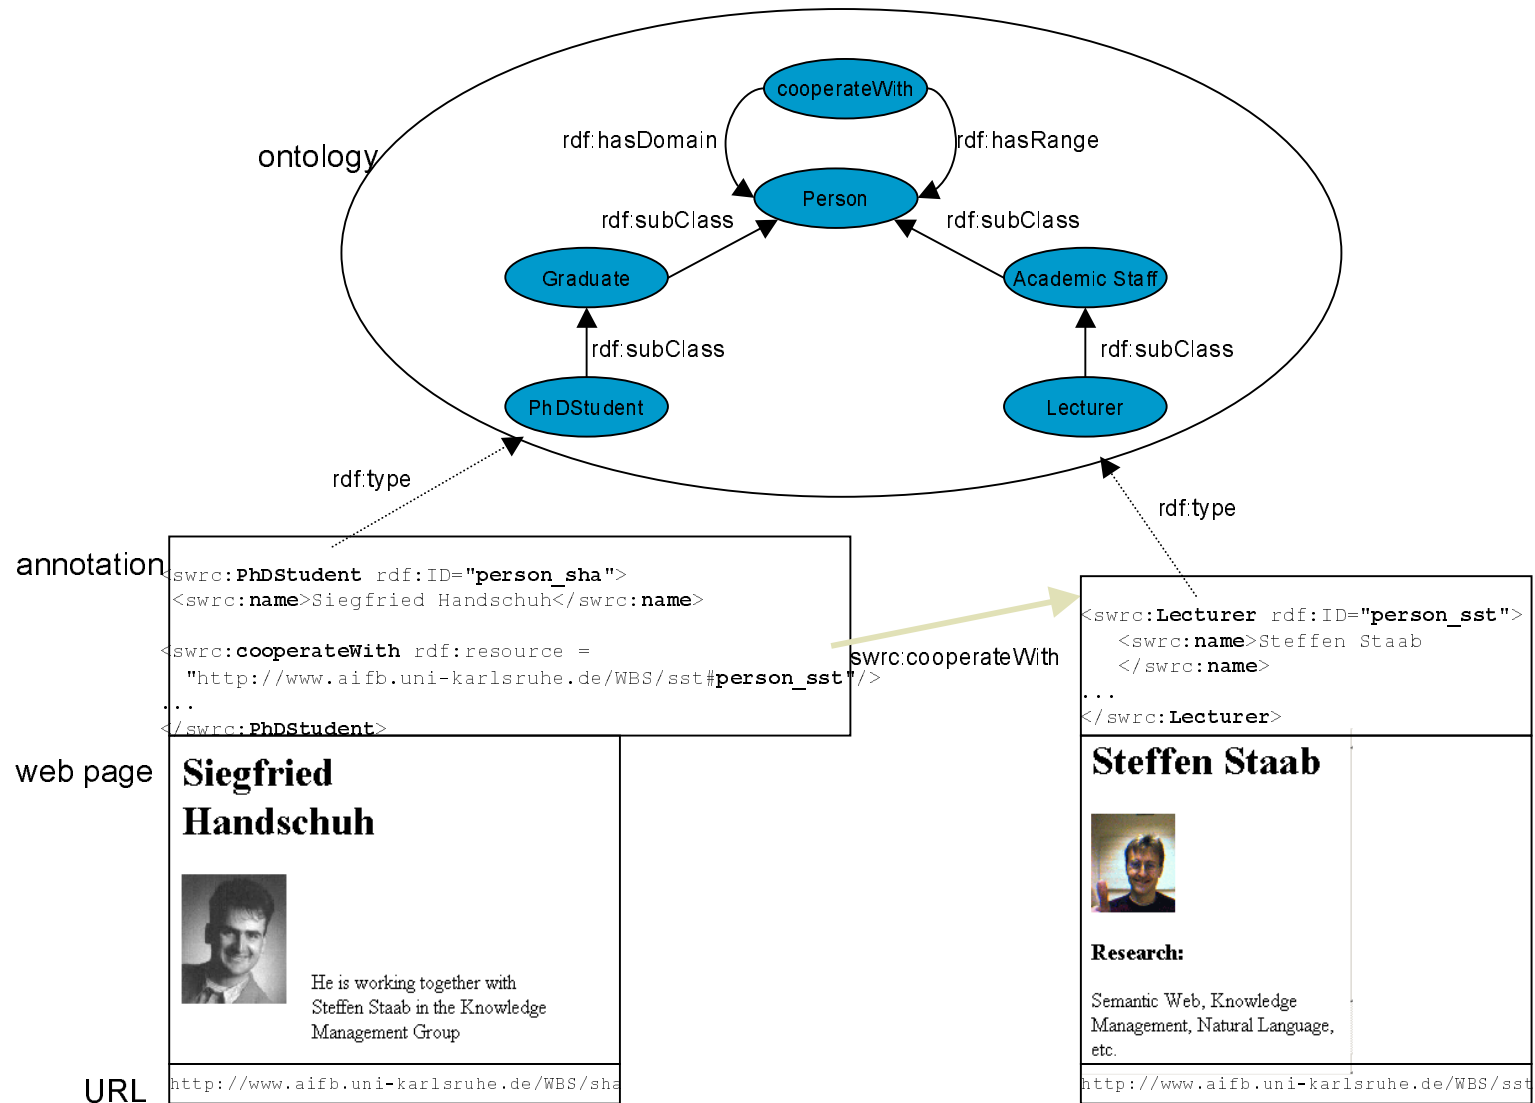 cooperateWith
rdf:hasDomain
rdf:hasRange
ontology
Person
rdf:subClass
rdf:subClass
Graduate
Academic Staff
rdf:subClass
rdf:subClass
PhDStudent
Lecturer
rdf:type
rdf:type
annotation
<swrc:PhDStudent rdf:ID="person_sha">
<swrc:name>Siegfried Handschuh</swrc:name>
<swrc:cooperateWith rdf:resource =
"http://www.aifb.uni-karlsruhe.de/WBS/sst#person_sst"/>
...
</swrc:PhDStudent>
swrc:cooperateWith
<swrc:Lecturer rdf:ID="person_sst">
<swrc:name>Steffen Staab
</swrc:name>
...
</swrc:Lecturer>
web page
Siegfried
Handschuh
He is working together with
Steffen Staab in the Knowledge
Management Group
Steffen Staab
Research:
Semantic Web, Knowledge
Management, Natural Language,
etc.
URL
http://www.aifb.uni-karlsruhe.de/WBS/sha
http://www.aifb.uni-karlsruhe.de/WBS/sst